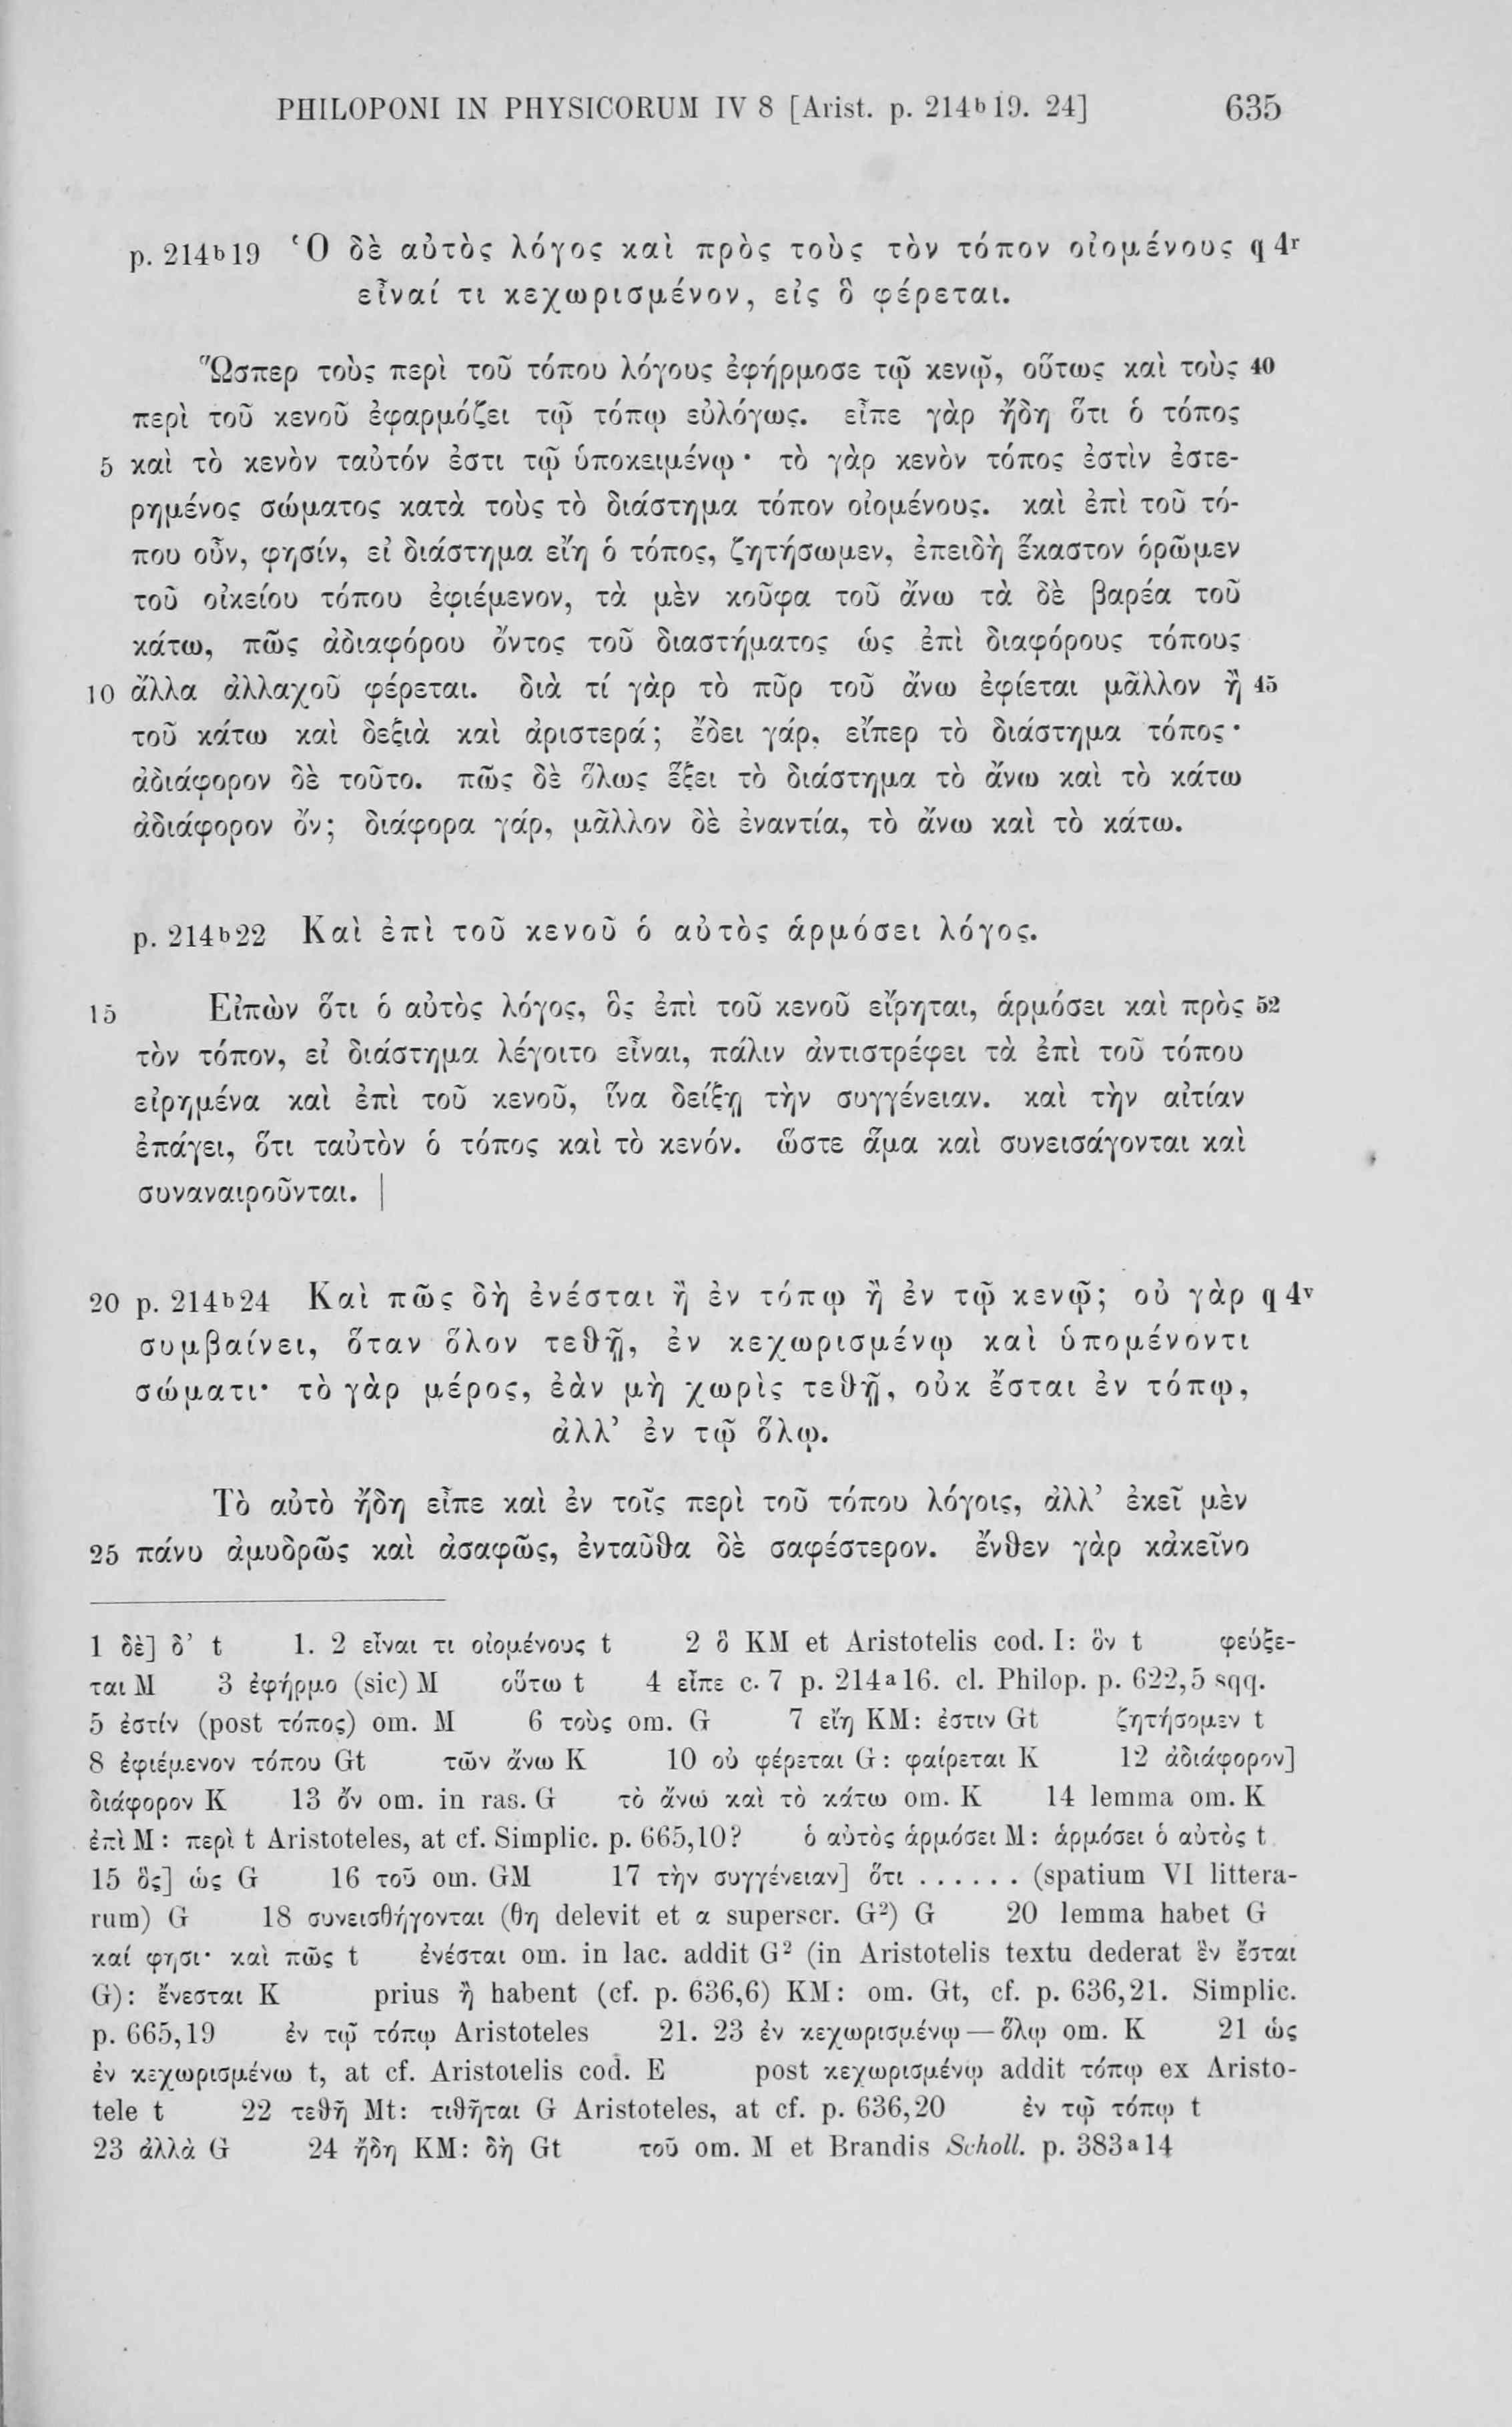 PHILOPONI IN PHYSICORUM IV 8 [Arist. p. 214ᵇ19. 24] 635
p. 214ᵇ19 Ὁ δὲ αὐτὸς λόγος καὶ πρὸς τοὺς τὸν τόπον οἰομένους q 4ʳ
εἶναί τι κεχωρισμένον, εἰς ὃ φέρεται.
Ὥσπερ τοὺς περὶ τοῦ τόπου λόγους ἐφήρμοσε τῷ κενῷ, οὕτως καὶ τοὺς 40
περὶ τοῦ κενοῦ ἐφαρμόζει τῷ τόπῳ εὐλόγως. εἶπε γὰρ ἤδη ὅτι ὁ τόπος
5 καὶ τὸ κενὸν ταὐτόν ἐστι τῷ ὑποκειμένῳ· τὸ γὰρ κενὸν τόπος ἐστὶν ἐστε-
ρημένος σώματος κατὰ τοὺς τὸ διάστημα τόπον οἰομένους. καὶ ἐπὶ τοῦ τό-
που οὖν, φησίν, εἰ διάστημα εἴη ὁ τόπος, ζητήσωμεν, ἐπειδὴ ἕκαστον ὁρῶμεν
τοῦ οἰκείου τόπου ἐφιέμενον, τὰ μὲν κοῦφα τοῦ ἄνω τὰ δὲ βαρέα τοῦ
κάτω, πῶς ἀδιαφόρου ὄντος τοῦ διαστήματος ὡς ἐπὶ διαφόρους τόπους
10 ἄλλα ἀλλαχοῦ φέρεται. διὰ τί γὰρ τὸ πῦρ τοῦ ἄνω ἐφίεται μᾶλλον ἢ 45
τοῦ κάτω καὶ δεξιὰ καὶ ἀριστερά; ἔδει γάρ, εἴπερ τὸ διάστημα τόπος·
ἀδιάφορον δὲ τοῦτο. πῶς δὲ ὅλως ἕξει τὸ διάστημα τὸ ἄνω καὶ τὸ κάτω
ἀδιάφορον ὄν; διάφορα γάρ, μᾶλλον δὲ ἐναντία, τὸ ἄνω καὶ τὸ κάτω.
p. 214ᵇ22 Καὶ ἐπὶ τοῦ κενοῦ ὁ αὐτὸς ἁρμόσει λόγος.
15 Εἰπὼν ὅτι ὁ αὐτὸς λόγος, ὃς ἐπὶ τοῦ κενοῦ εἴρηται, ἁρμόσει καὶ πρὸς 52
τὸν τόπον, εἰ διάστημα λέγοιτο εἶναι, πάλιν ἀντιστρέφει τὰ ἐπὶ τοῦ τόπου
εἰρημένα καὶ ἐπὶ τοῦ κενοῦ, ἵνα δείξῃ τὴν συγγένειαν. καὶ τὴν αἰτίαν
ἐπάγει, ὅτι ταὐτὸν ὁ τόπος καὶ τὸ κενόν. ὥστε ἅμα καὶ συνεισάγονται καὶ
συναναιροῦνται. |
20 p. 214ᵇ24 Καὶ πῶς δὴ ἐνέσται ἢ ἐν τόπῳ ἢ ἐν τῷ κενῷ; οὐ γὰρ q 4ᵛ
συμβαίνει, ὅταν ὅλον τεθῇ, ἐν κεχωρισμένῳ καὶ ὑπομένοντι
σώματι· τὸ γὰρ μέρος, ἐὰν μὴ χωρὶς τεθῇ, οὐκ ἔσται ἐν τόπῳ,
ἀλλ’ ἐν τῷ ὅλῳ.
Τὸ αὐτὸ ἤδη εἶπε καὶ ἐν τοῖς περὶ τοῦ τόπου λόγοις, ἀλλ’ ἐκεῖ μὲν
25 πάνυ ἀμυδρῶς καὶ ἀσαφῶς, ἐνταῦθα δὲ σαφέστερον. ἔνθεν γὰρ κἀκεῖνο
1 δὲ] δ’ t 1. 2 εἶναι τι οἰομένους t 2 ὃ KM et Aristotelis cod. I: ὃν t φεύξε-
ται M 3 ἐφήρμο (sic) M οὕτω t 4 εἶπε c. 7 p. 214ᵃ16. cl. Philop. p. 622,5 sqq.
5 ἐστίν (post τόπος) om. M 6 τοὺς om. G 7 εἴη KM: ἐστιν Gt ζητήσομεν t
8 ἐφιέμενον τόπου Gt τῶν ἄνω K 10 οὐ φέρεται G: φαίρεται K 12 ἀδιάφορον]
διάφορον K 13 ὄν om. in ras. G τὸ ἄνω καὶ τὸ κάτω om. K 14 lemma om. K
ἐπὶ M: περὶ t Aristoteles, at cf. Simplic. p. 665,10? ὁ αὐτὸς ἁρμόσει M: ἁρμόσει ὁ αὐτὸς t
15 ὃς] ὡς G 16 τοῦ om. GM 17 τὴν συγγένειαν] ὅτι . . . . . . (spatium VI littera-
rum) G 18 συνεισθήγονται (θη delevit et α superscr. G²) G 20 lemma habet G
καί φησι· καὶ πῶς t ἐνέσται om. in lac. addit G² (in Aristotelis textu dederat ἓν ἔσται
G): ἔνεσται K prius ἢ habent (cf. p. 636,6) KM: om. Gt, cf. p. 636,21. Simplic.
p. 665,19 ἐν τῷ τόπῳ Aristoteles 21. 23 ἐν κεχωρισμένῳ — ὅλῳ om. K 21 ὡς
ἐν κεχωρισμένω t, at cf. Aristotelis cod. E post κεχωρισμένῳ addit τόπῳ ex Aristo-
tele t 22 τεθῇ Mt: τιθῆται G Aristoteles, at cf. p. 636,20 ἐν τῷ τόπῳ t
23 ἀλλὰ G 24 ἤδη KM: δὴ Gt τοῦ om. M et Brandis Scholl. p. 383ᵃ14